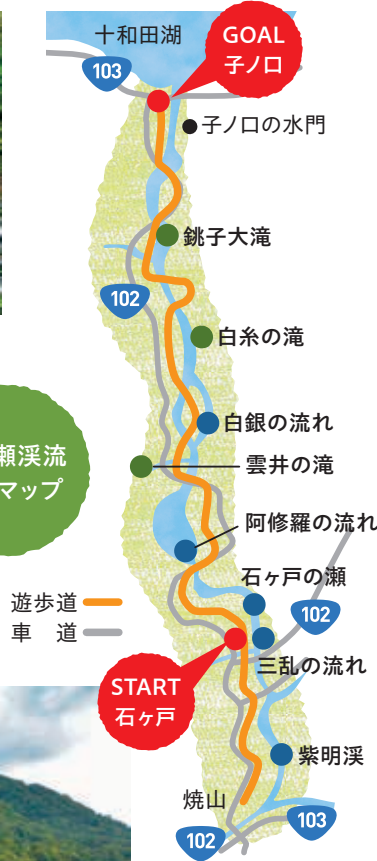 十和田湖
GOAL
子ノ口
103
子ノ口の水門
銚子大滝
102
白糸の滝
白銀の流れ
瀬渓流
マップ
雲井の滝
阿修羅の流れ
石ヶ戸の瀬
遊歩道
車　道
102
三乱の流れ
START
石ヶ戸
紫明渓
焼山
102
103